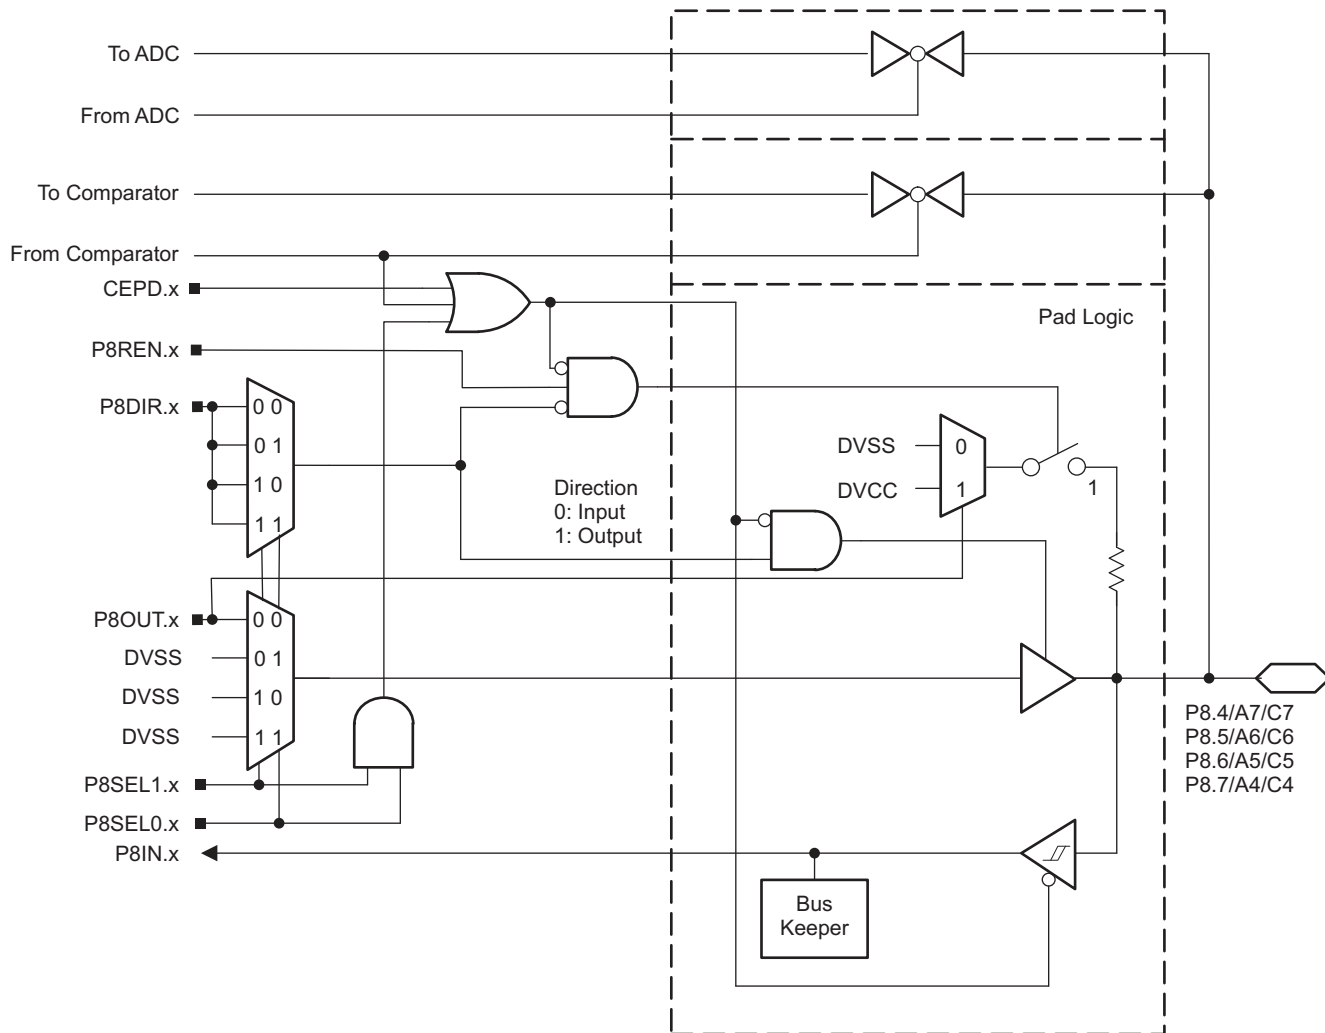 To ADC
From ADC
To Comparator
From Comparator
CEPD.x
Pad Logic
P8REN.x
P8DIR.x
0 0
0 1
1 0
1 1
DVSS
0
DVCC
1
1
Direction
0: Input
1: Output
P8OUT.x
0 0
DVSS
0 1
DVSS
1 0
DVSS
1 1
P8.4/A7/C7
P8.5/A6/C6
P8.6/A5/C5
P8.7/A4/C4
P8SEL1.x
P8SEL0.x
P8IN.x
Bus
Keeper